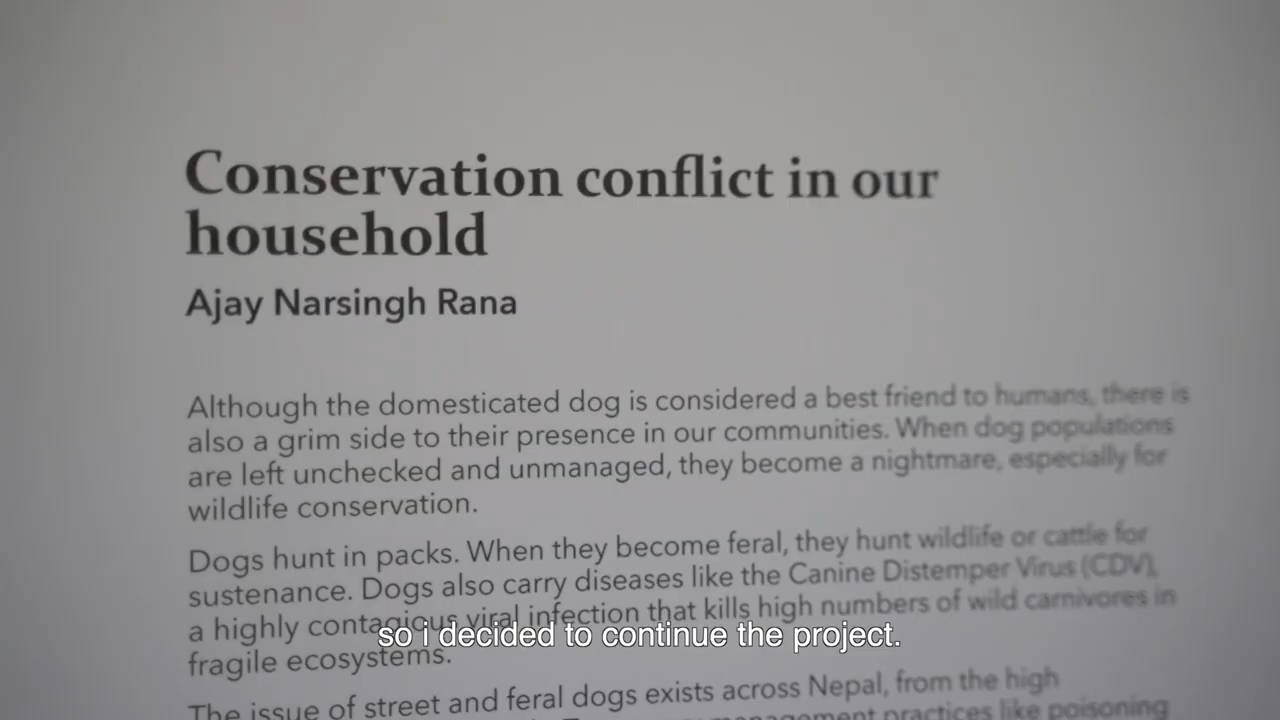 Conservation conflict in our
household
Ajay Narsingh Rana
Although the domesticated dog is considered a best friend to humans, there is
also a grim side to their presence in our communities. When dog populations
are left unchecked and unmanaged, they become a nightmare, especially for
wildlife conservation.
Dogs hunt in packs. When they become feral, they hunt wildlife or cattle for
sustenance. Dogs also carry diseases like the Canine Distemper Virus (CDV),
a highly contagious viral infection that kills high numbers of wild carnivores in
so i decided to continue the project.
fragile ecosystems.
The issue of street and feral dogs exists across Nepal, from the high
management practices like poisoning